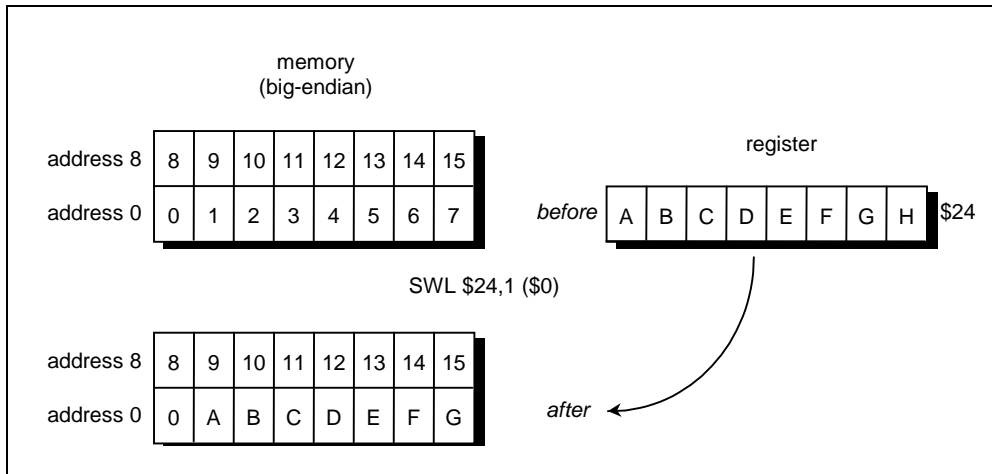 memory
(big-endian)
register
address 8 8 9 10 11 12 13 14 15
address 0 0 1 2 3 4 5 6 7
before A B C D E F G H $24
SWL $24,1 ($0)
address 8 8 9 10 11 12 13 14 15
address 0 0 A B C D E F G
after